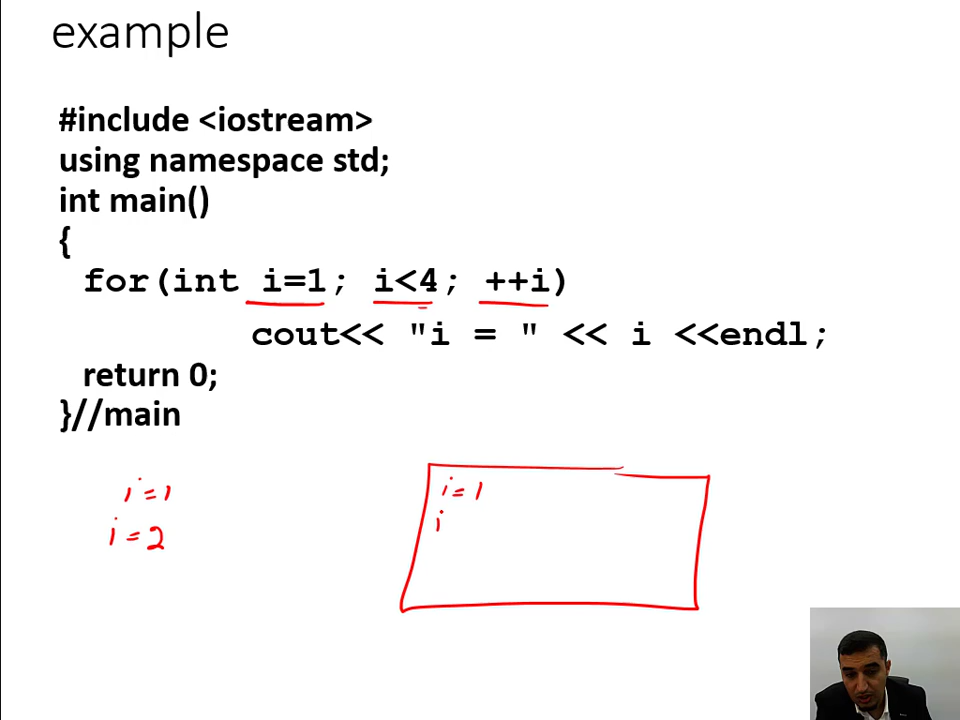 example
#include <iostream>
using namespace std;
int main()
{
for(int i=1; i<4; ++i)
cout<< "i = " << i <<endl;
return 0;
}//main
i=1
i=2
i=1
i